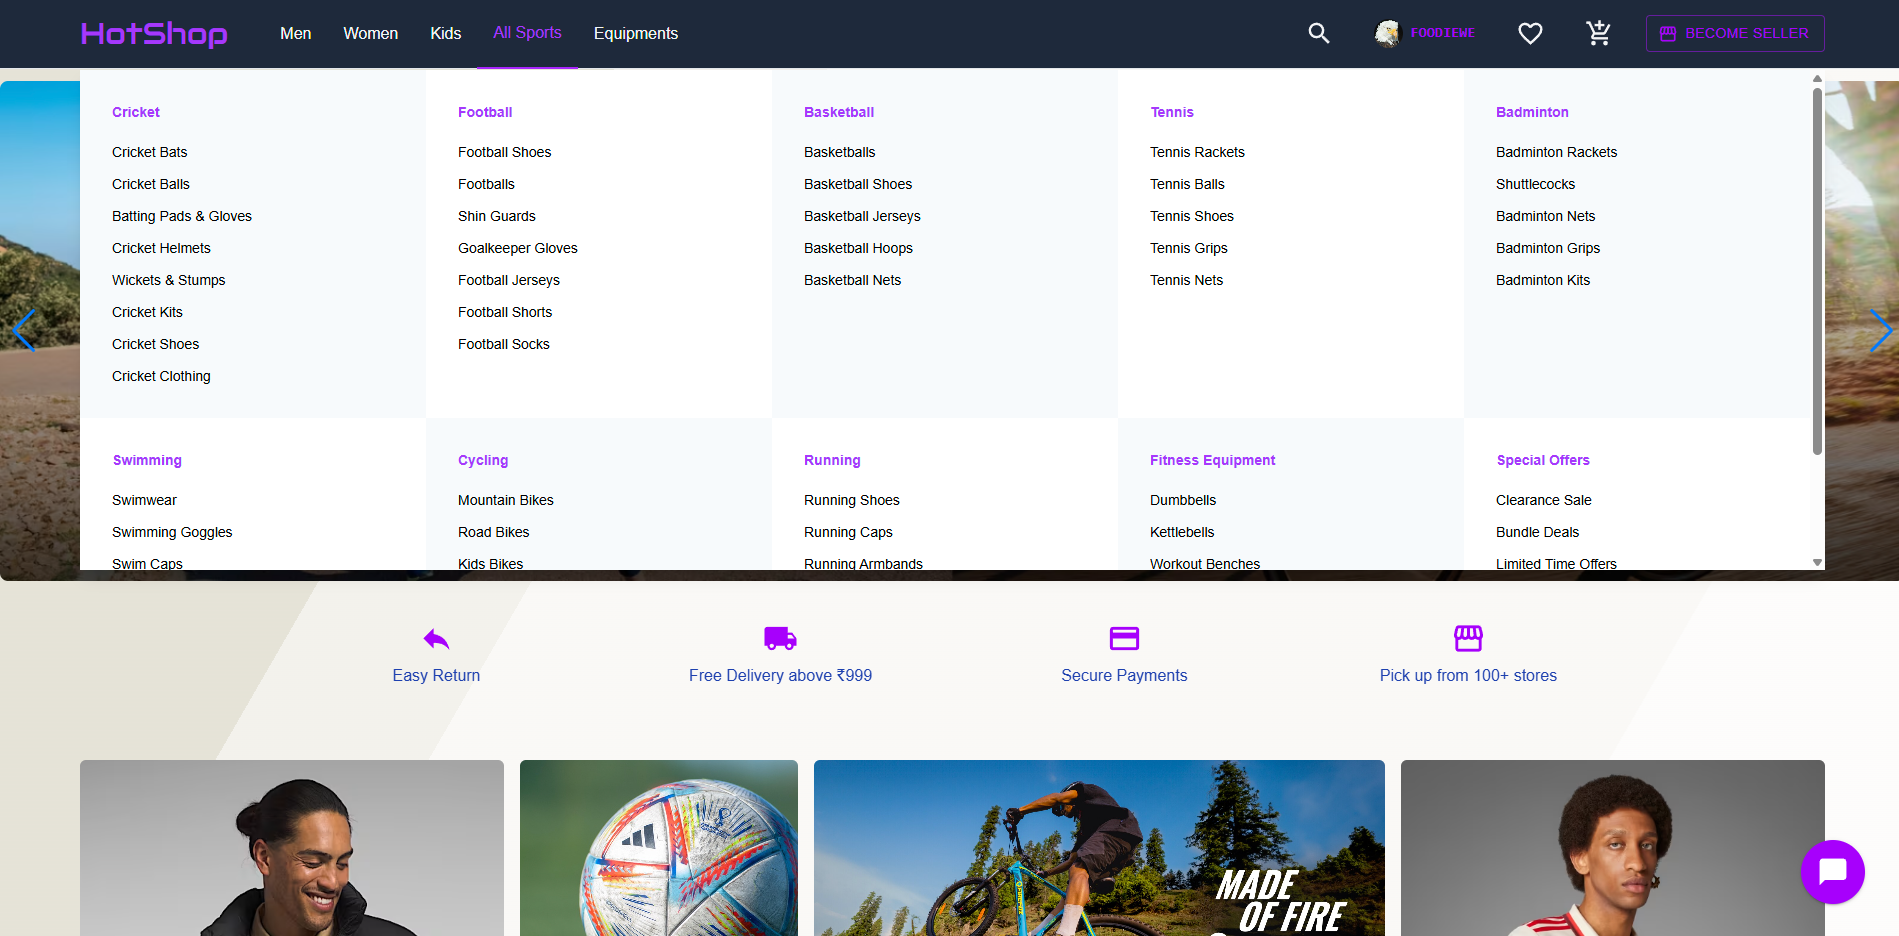 HotShop
Men
Women
Kids
All Sports
Equipments
FOODIEWE
BECOME SELLER
Cricket
Cricket Bats
Cricket Balls
Batting Pads & Gloves
Cricket Helmets
Wickets & Stumps
Cricket Kits
Cricket Shoes
Cricket Clothing
Football
Football Shoes
Footballs
Shin Guards
Goalkeeper Gloves
Football Jerseys
Football Shorts
Football Socks
Basketball
Basketballs
Basketball Shoes
Basketball Jerseys
Basketball Hoops
Basketball Nets
Tennis
Tennis Rackets
Tennis Balls
Tennis Shoes
Tennis Grips
Tennis Nets
Badminton
Badminton Rackets
Shuttlecocks
Badminton Nets
Badminton Grips
Badminton Kits
Swimming
Swimwear
Swimming Goggles
Swim Caps
Cycling
Mountain Bikes
Road Bikes
Kids Bikes
Running
Running Shoes
Running Caps
Running Armbands
Fitness Equipment
Dumbbells
Kettlebells
Workout Benches
Special Offers
Clearance Sale
Bundle Deals
Limited Time Offers
Easy Return
Free Delivery above ₹999
Secure Payments
Pick up from 100+ stores
MADE
OF FIRE